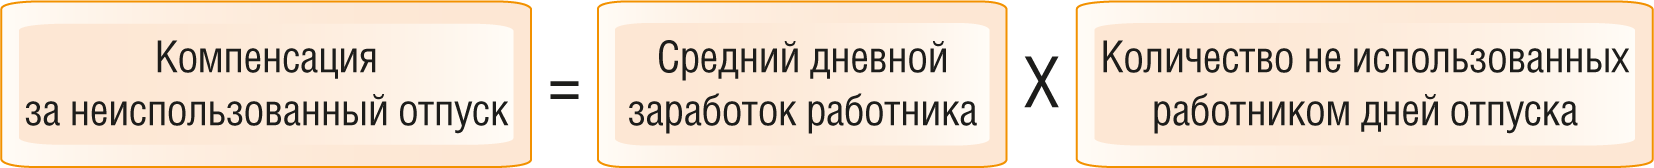 Компенсация
за неиспользованный отпуск
=
Средний дневной
заработок работника
X
Количество не использованных
работником дней отпуска